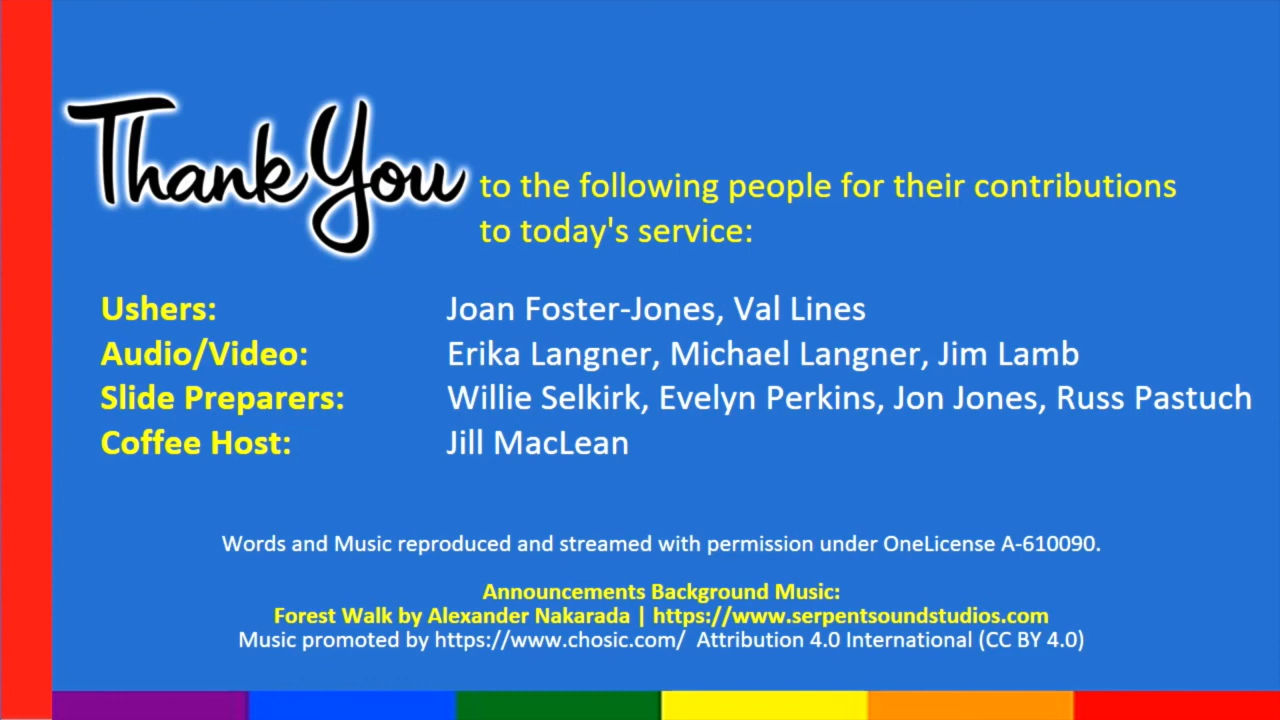 Thank You to the following people for their contributions
to today's service:
Ushers: Joan Foster-Jones, Val Lines
Audio/Video: Erika Langner, Michael Langner, Jim Lamb
Slide Preparers: Willie Selkirk, Evelyn Perkins, Jon Jones, Russ Pastuch
Coffee Host: Jill MacLean
Words and Music reproduced and streamed with permission under OneLicense A-610090.
Announcements Background Music:
Forest Walk by Alexander Nakarada | https://www.serpentsoundstudios.com
Music promoted by https://www.chosic.com/ Attribution 4.0 International (CC BY 4.0)